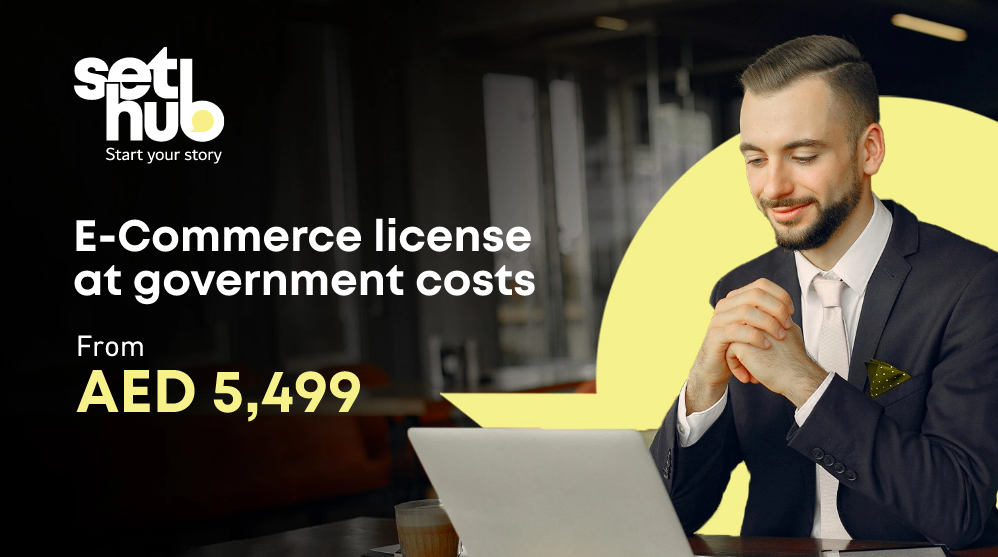 set
hub
Start your story
E-Commerce license
at government costs
From
AED 5,499